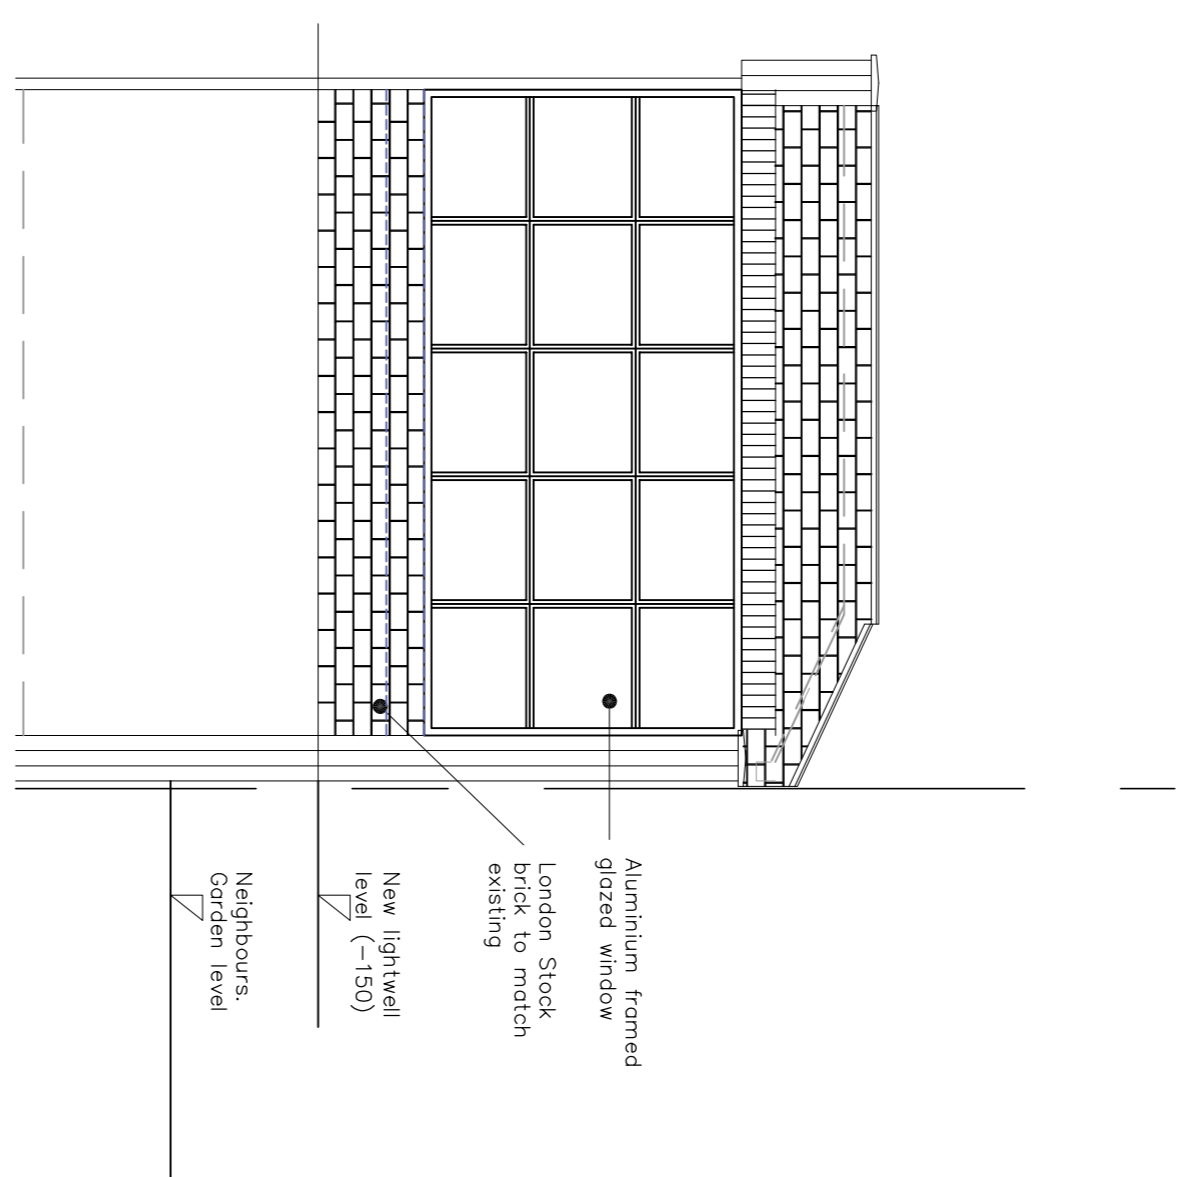 Aluminium framed
glazed window
London Stock
brick to match
existing
New lightwell
level (-150)
Neighbours.
Garden level